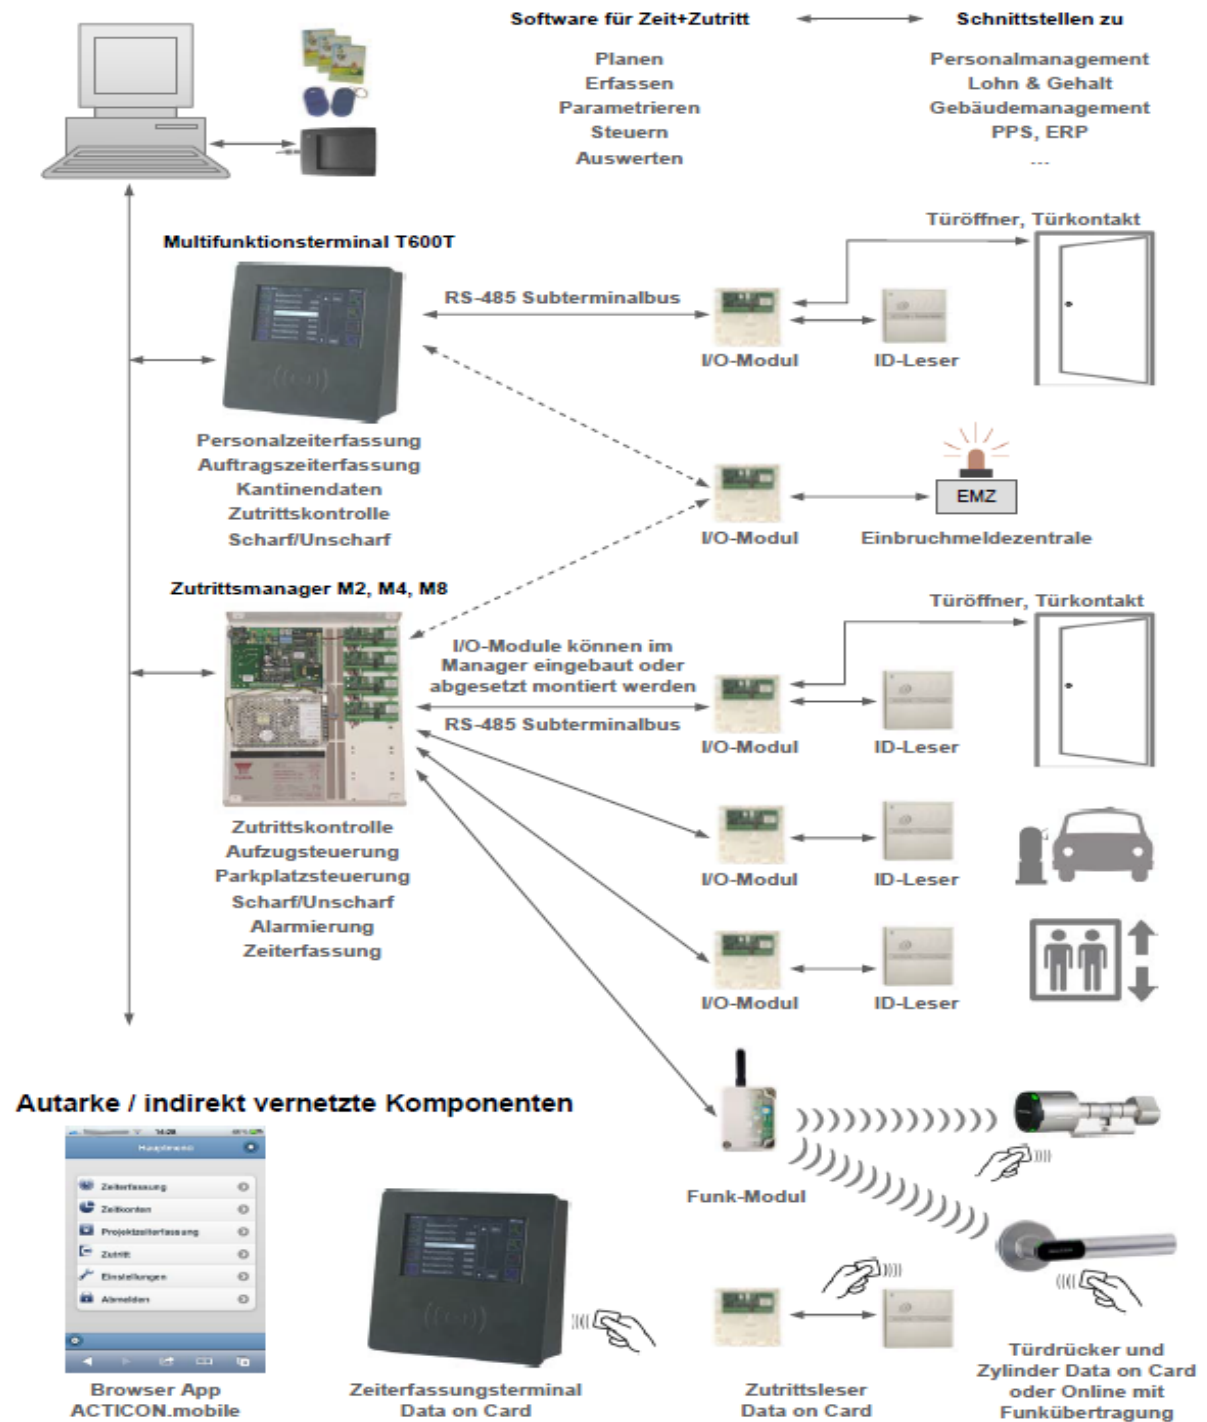 Software für Zeit+Zutritt
Schnittstellen zu
Planen
Erfassen
Parametrieren
Steuern
Auswerten
Personalmanagement
Lohn & Gehalt
Gebäudemanagement
PPS, ERP
...
Multifunktionsterminal T600T
Türöffner, Türkontakt
RS-485 Subterminalbus
I/O-Modul
ID-Leser
Personalzeiterfassung
Auftragszeiterfassung
Kantinendaten
Zutrittskontrolle
Scharf/Unscharf
EMZ
I/O-Modul
Einbruchmeldezentrale
Zutrittsmanager M2, M4, M8
Türöffner, Türkontakt
I/O-Module können im
Manager eingebaut oder
abgesetzt montiert werden
RS-485 Subterminalbus
I/O-Modul
ID-Leser
Zutrittskontrolle
Aufzugsteuerung
Parkplatzsteuerung
Scharf/Unscharf
Alarmierung
Zeiterfassung
I/O-Modul
ID-Leser
I/O-Modul
ID-Leser
Autarke / indirekt vernetzte Komponenten
14:28
Hauptmenü
Zeiterfassung
Zeitkonten
Projektzeiterfassung
Zutritt
Einstellungen
Abmelden
Funk-Modul
Browser App
ACTICON.mobile
Zeiterfassungsterminal
Data on Card
Zutrittsleser
Data on Card
Türdrücker und
Zylinder Data on Card
oder Online mit
Funkübertragung